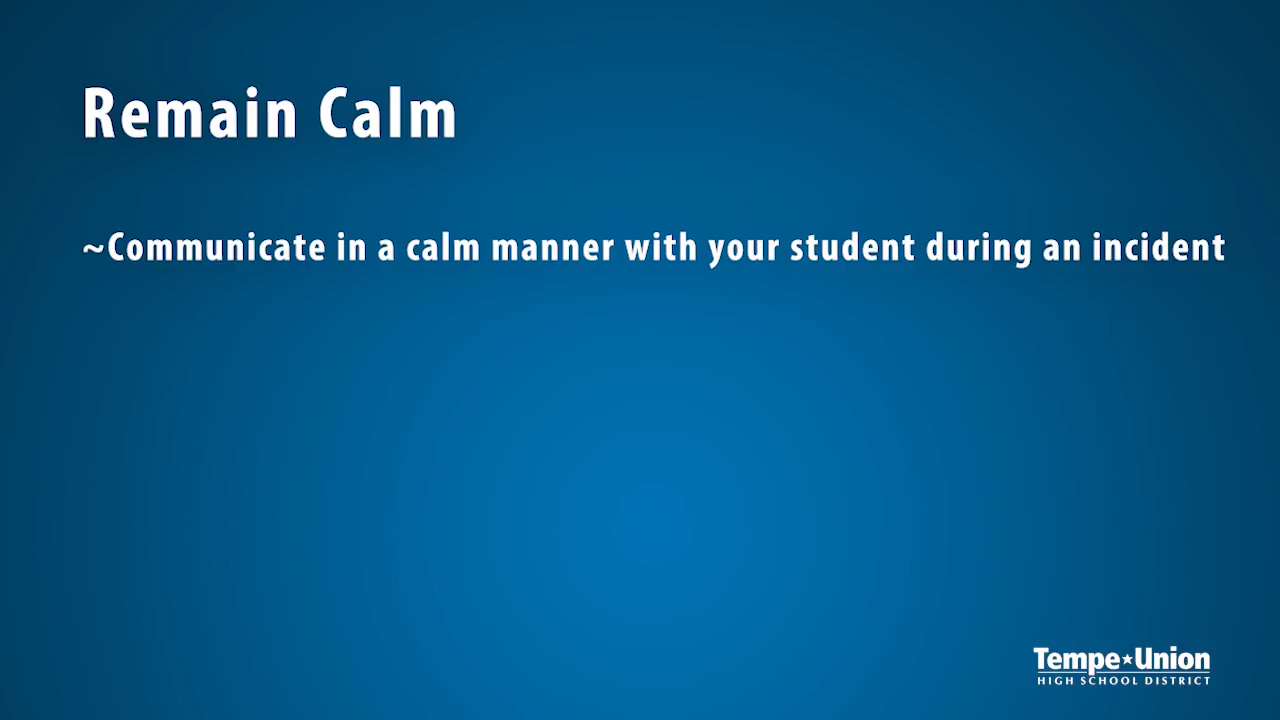 Remain Calm
~Communicate in a calm manner with your student during an incident
Tempe★Union
HIGH SCHOOL DISTRICT